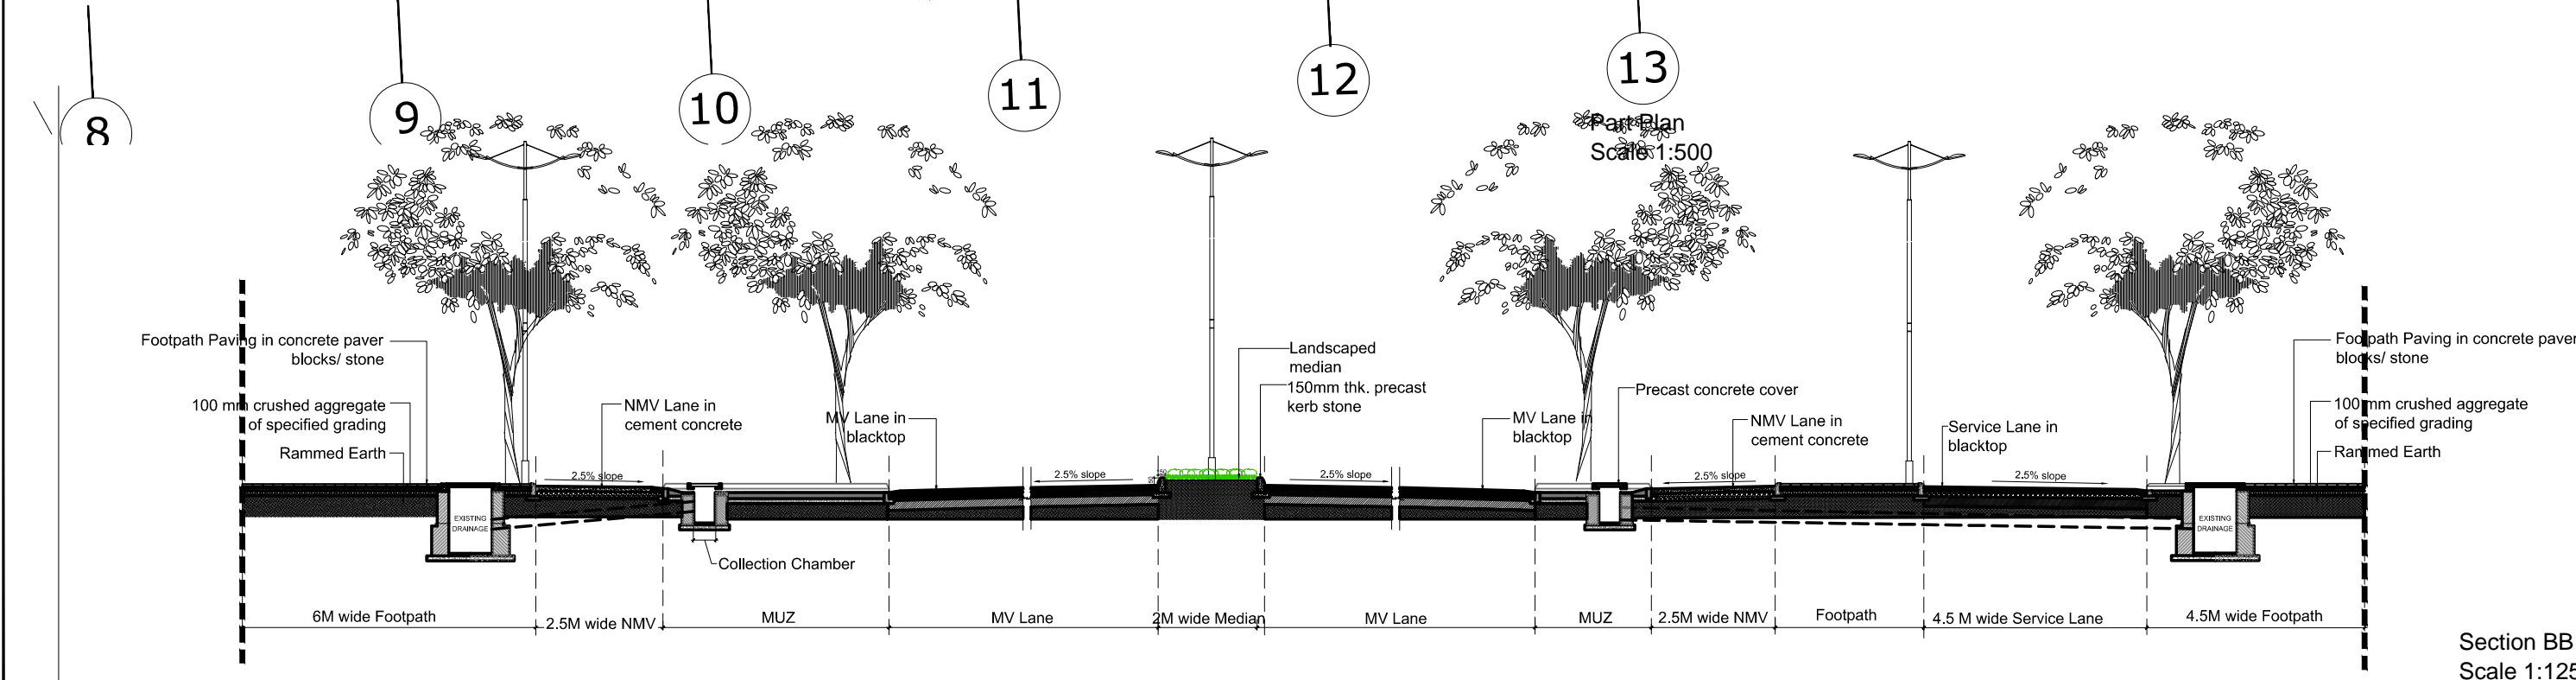 8
9
10
11
12
13
Part Plan
Scale 1:500
Footpath Paving in concrete paver
blocks/ stone
100 mm crushed aggregate
of specified grading
Rammed Earth
2.5% slope
NMV Lane in
cement concrete
MV Lane in
blacktop
2.5% slope
Landscaped
median
150mm thk. precast
kerb stone
2.5% slope
MV Lane in
blacktop
Precast concrete cover
2.5% slope
NMV Lane in
cement concrete
Service Lane in
blacktop
2.5% slope
Footpath Paving in concrete paver
blocks/ stone
100 mm crushed aggregate
of specified grading
Rammed Earth
EXISTING
DRAINAGE
Collection Chamber
EXISTING
DRAINAGE
6M wide Footpath
2.5M wide NMV
MUZ
MV Lane
2M wide Median
MV Lane
MUZ
2.5M wide NMV
Footpath
4.5 M wide Service Lane
4.5M wide Footpath
Section BB
Scale 1:125